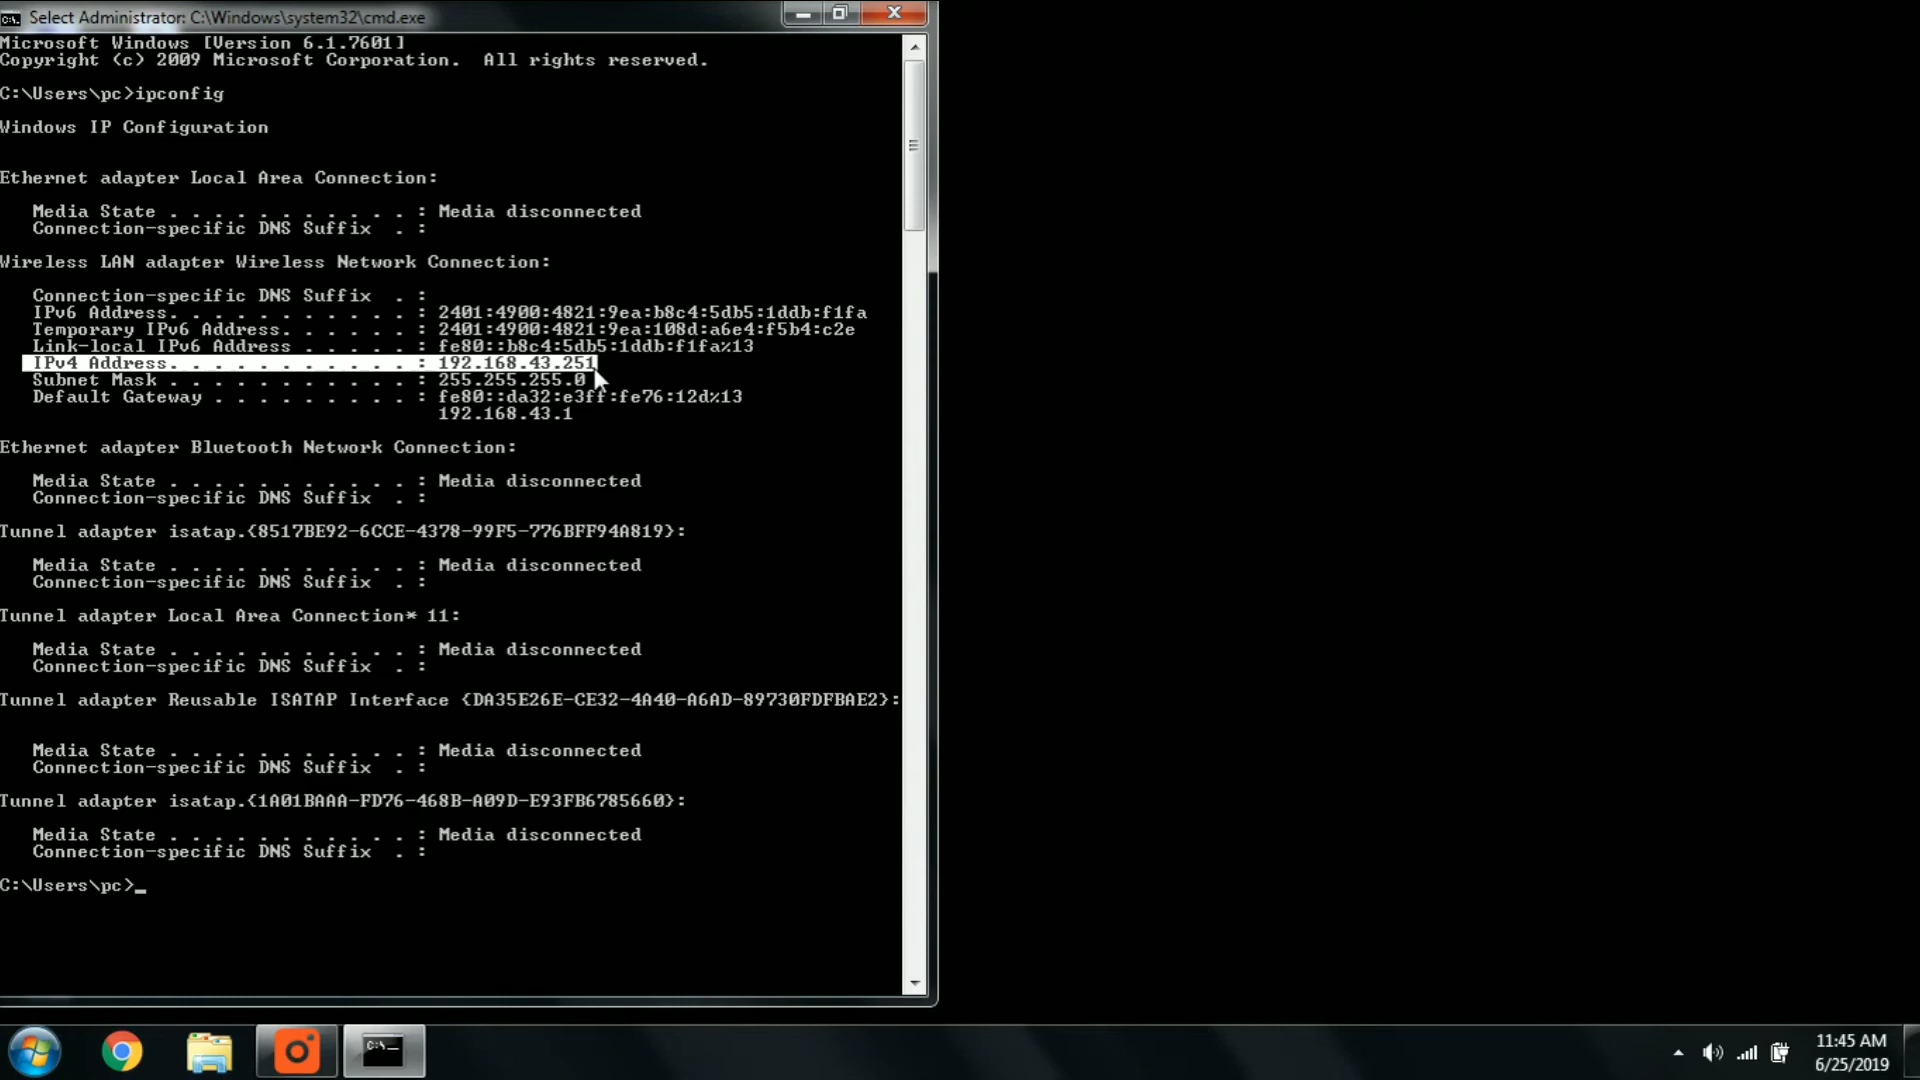 Select Administrator: C:\Windows\system32\cmd.exe
Microsoft Windows [Version 6.1.7601]
Copyright (c) 2009 Microsoft Corporation.  All rights reserved.
C:\Users\pc>ipconfig
Windows IP Configuration
Ethernet adapter Local Area Connection:
Media State . . . . . . . . . . . : Media disconnected
Connection-specific DNS Suffix  . :
Wireless LAN adapter Wireless Network Connection:
Connection-specific DNS Suffix  . :
IPv6 Address. . . . . . . . . . . : 2401:4900:4821:9ea:b8c4:5db5:1ddb:f1fa
Temporary IPv6 Address. . . . . . : 2401:4900:4821:9ea:108d:a6e4:f5b4:c2e
Link-local IPv6 Address . . . . . : fe80::b8c4:5db5:1ddb:f1fa%13
IPv4 Address. . . . . . . . . . . : 192.168.43.251
Subnet Mask . . . . . . . . . . . : 255.255.255.0
Default Gateway . . . . . . . . . : fe80::da32:e3ff:fe76:12d%13
192.168.43.1
Ethernet adapter Bluetooth Network Connection:
Media State . . . . . . . . . . . : Media disconnected
Connection-specific DNS Suffix  . :
Tunnel adapter isatap.{8517BE92-6CCE-4378-99F5-776BFF94A819}:
Media State . . . . . . . . . . . : Media disconnected
Connection-specific DNS Suffix  . :
Tunnel adapter Local Area Connection* 11:
Media State . . . . . . . . . . . : Media disconnected
Connection-specific DNS Suffix  . :
Tunnel adapter Reusable ISATAP Interface {DA35E26E-CE32-4A40-A6AD-89730FDFBAE2}:
Media State . . . . . . . . . . . : Media disconnected
Connection-specific DNS Suffix  . :
Tunnel adapter isatap.{1A01BAAA-FD76-468B-A09D-E93FB6785660}:
Media State . . . . . . . . . . . : Media disconnected
Connection-specific DNS Suffix  . :
C:\Users\pc>_
11:45 AM
6/25/2019